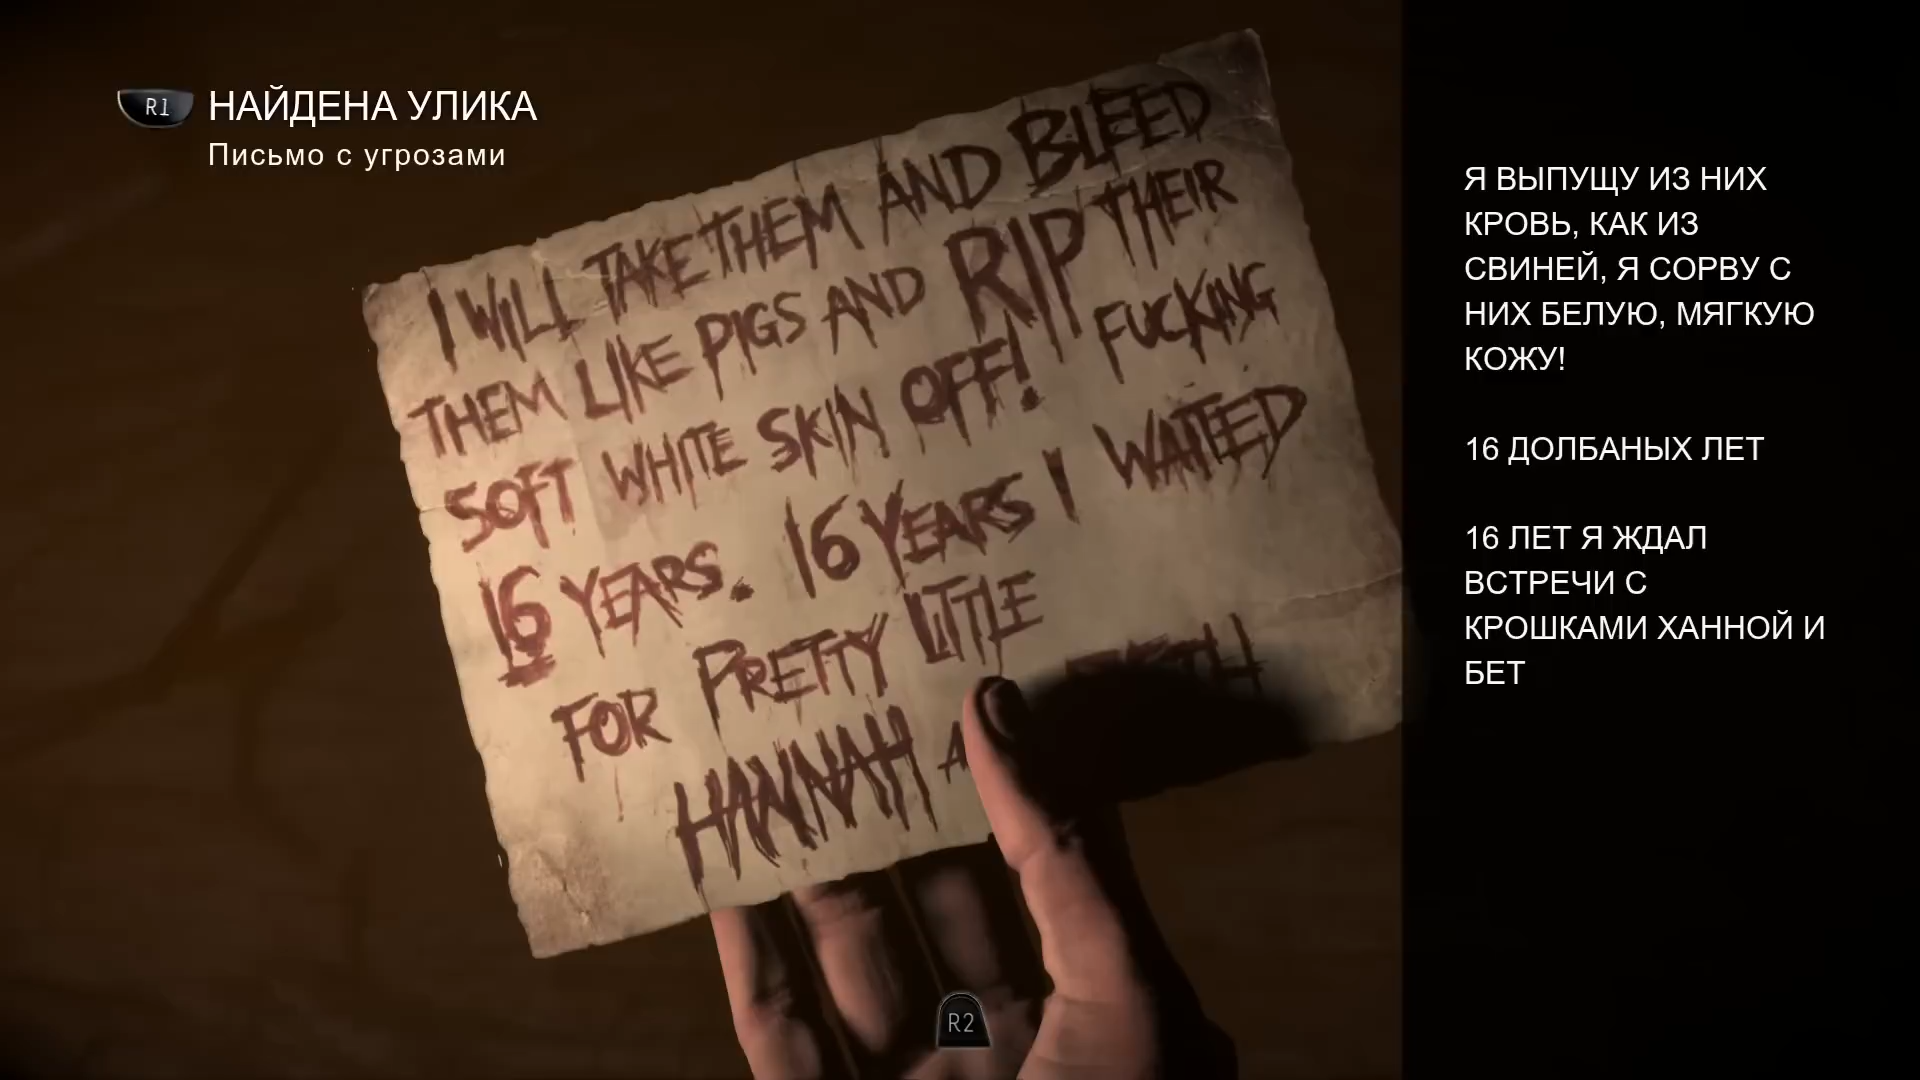 R1 НАЙДЕНА УЛИКА
Письмо с угрозами
I WILL TAKE THEM AND BLEED
THEM LIKE PIGS AND RIP THEIR
SOFT WHITE SKIN OFF! FUCKING
16 YEARS. 16 YEARS I WAITED
FOR PRETTY LITTLE
HANNAH
Я ВЫПУЩУ ИЗ НИХ
КРОВЬ, КАК ИЗ
СВИНЕЙ, Я СОРВУ С
НИХ БЕЛУЮ, МЯГКУЮ
КОЖУ!
16 ДОЛБАНЫХ ЛЕТ
16 ЛЕТ Я ЖДАЛ
ВСТРЕЧИ С
КРОШКАМИ ХАННОЙ И
БЕТ
R2